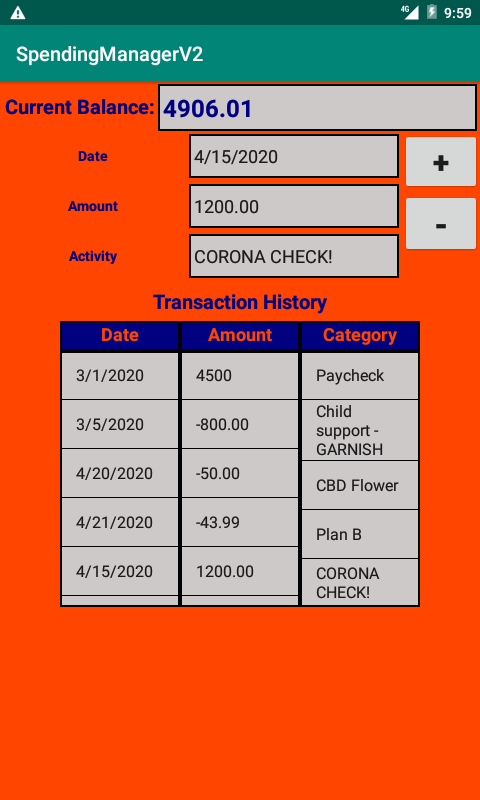 4G 9:59
SpendingManagerV2
Current Balance: 4906.01
Date 4/15/2020 +
Amount 1200.00 -
Activity CORONA CHECK!
Transaction History
Date Amount Category
3/1/2020 4500 Paycheck
3/5/2020 -800.00 Child
support -
GARNISH
4/20/2020 -50.00 CBD Flower
4/21/2020 -43.99 Plan B
4/15/2020 1200.00 CORONA
CHECK!